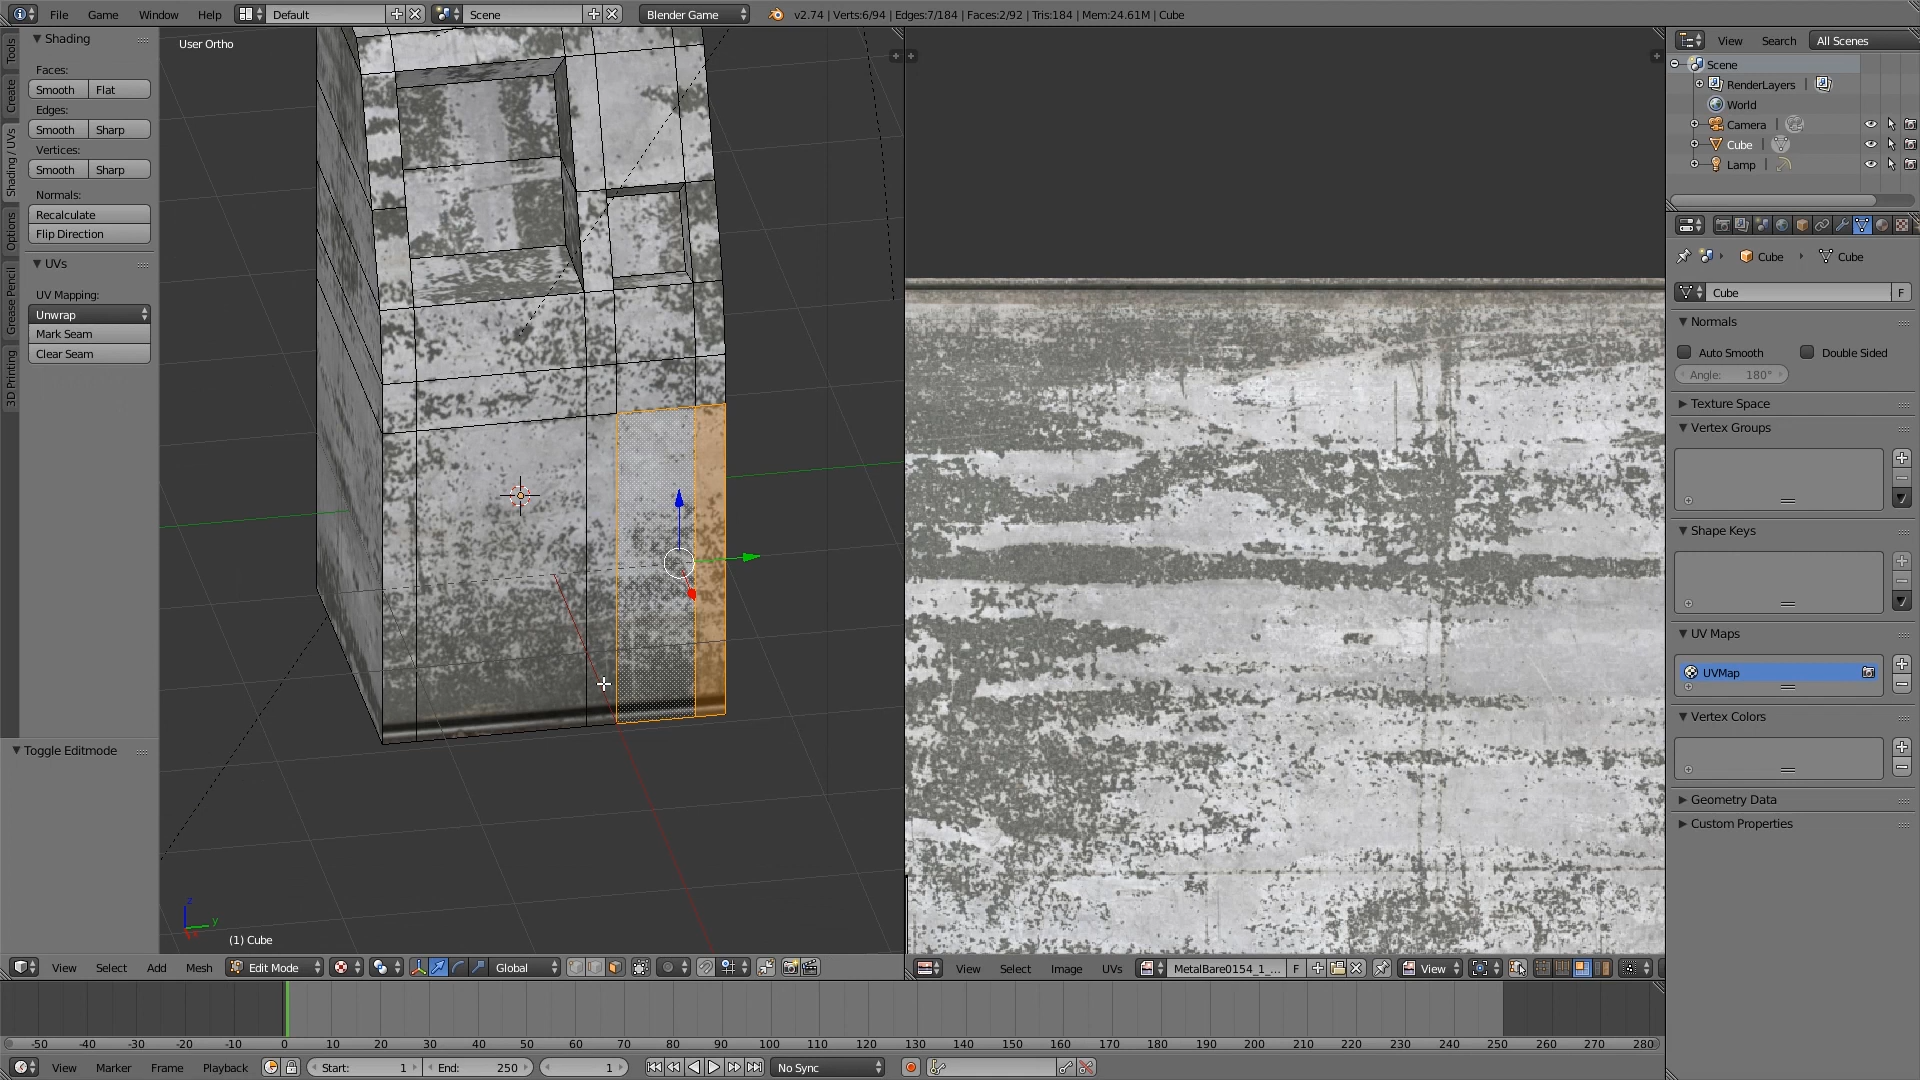 File Game Window Help Default Scene Blender Game v2.74 | Verts:6/94 | Edges:7/184 | Faces:2/92 | Tris:184 | Mem:24.61M | Cube
Tools
Create
Shading / UVs
Options
Grease Pencil
3D Printing
Shading
Faces:
Smooth Flat
Edges:
Smooth Sharp
Vertices:
Smooth Sharp
Normals:
Recalculate
Flip Direction
UVs
UV Mapping:
Unwrap
Mark Seam
Clear Seam
Toggle Editmode
User Ortho
z
y
(1) Cube
View Select Add Mesh Edit Mode Global
View Select Image UVs MetalBare0154_1_... F View
View Search All Scenes
Scene
RenderLayers
World
Camera
Cube
Lamp
Cube Cube
Cube F
Normals
Auto Smooth Double Sided
Angle: 180°
Texture Space
Vertex Groups
Shape Keys
UV Maps
UVMap
Vertex Colors
Geometry Data
Custom Properties
-50 -40 -30 -20 -10 0 10 20 30 40 50 60 70 80 90 100 110 120 130 140 150 160 170 180 190 200 210 220 230 240 250 260 270 280
View Marker Frame Playback Start: 1 End: 250 1 No Sync